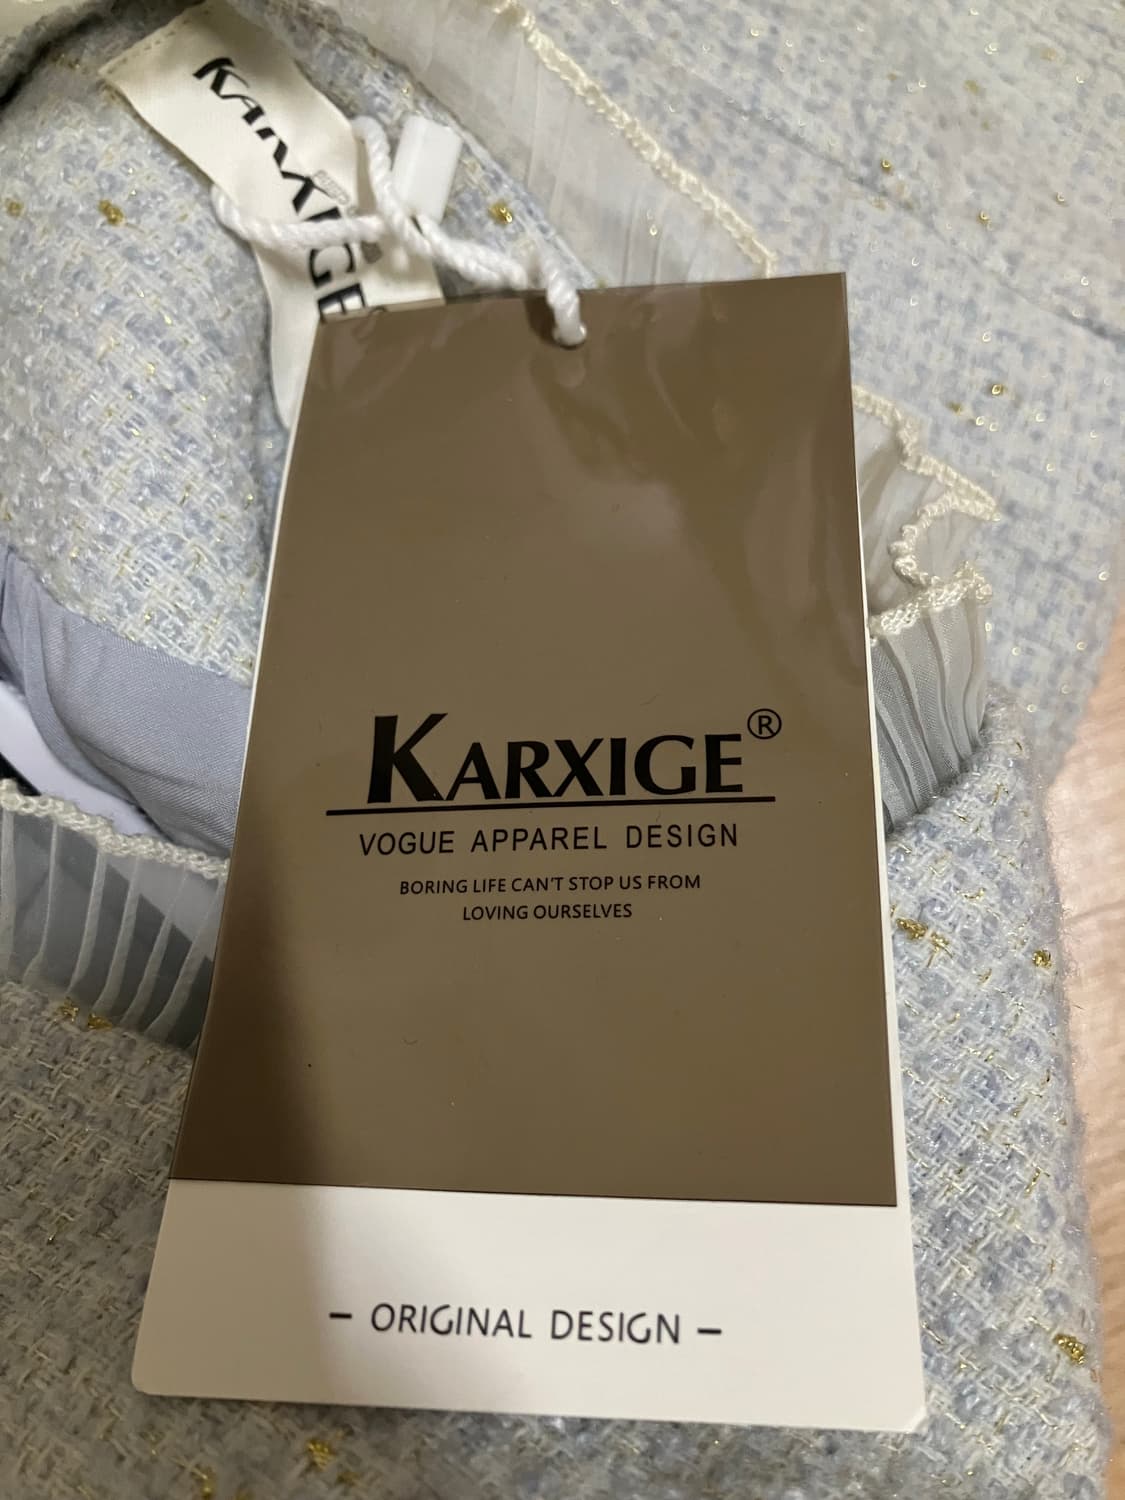 KARXIGE
KARXIGE®
VOGUE APPAREL DESIGN
BORING LIFE CAN'T STOP US FROM
LOVING OURSELVES
– ORIGINAL DESIGN –